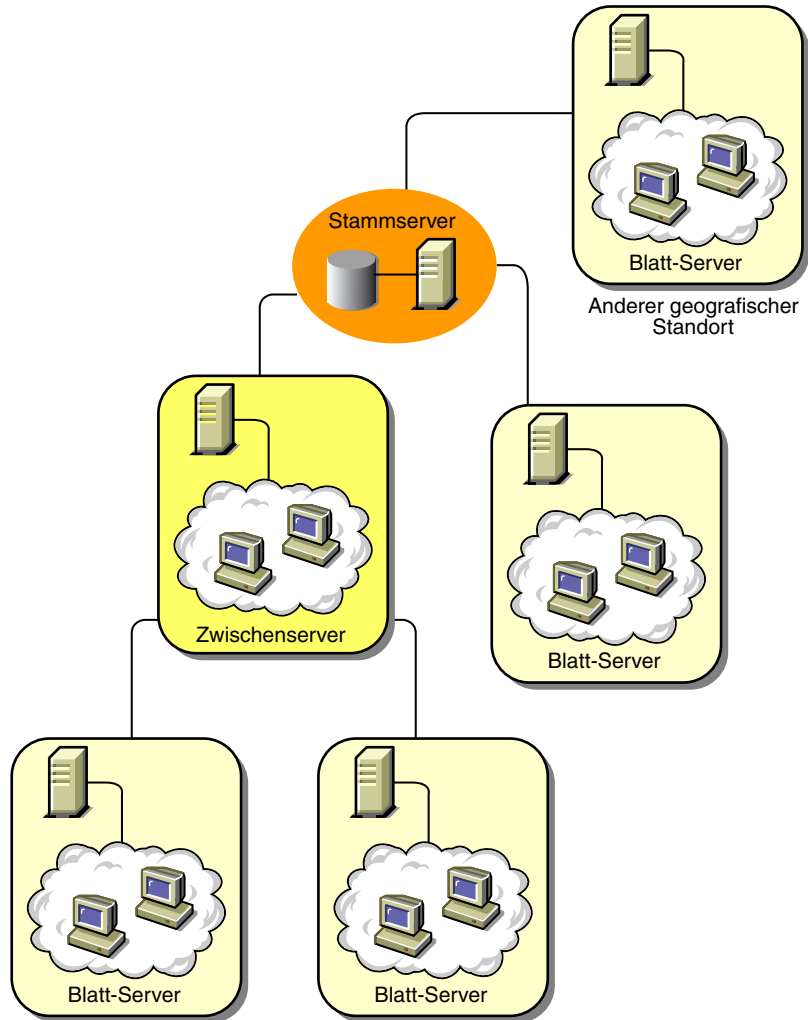 Stammserver
Blatt-Server
Anderer geografischer
Standort
Zwischenserver
Blatt-Server
Blatt-Server
Blatt-Server